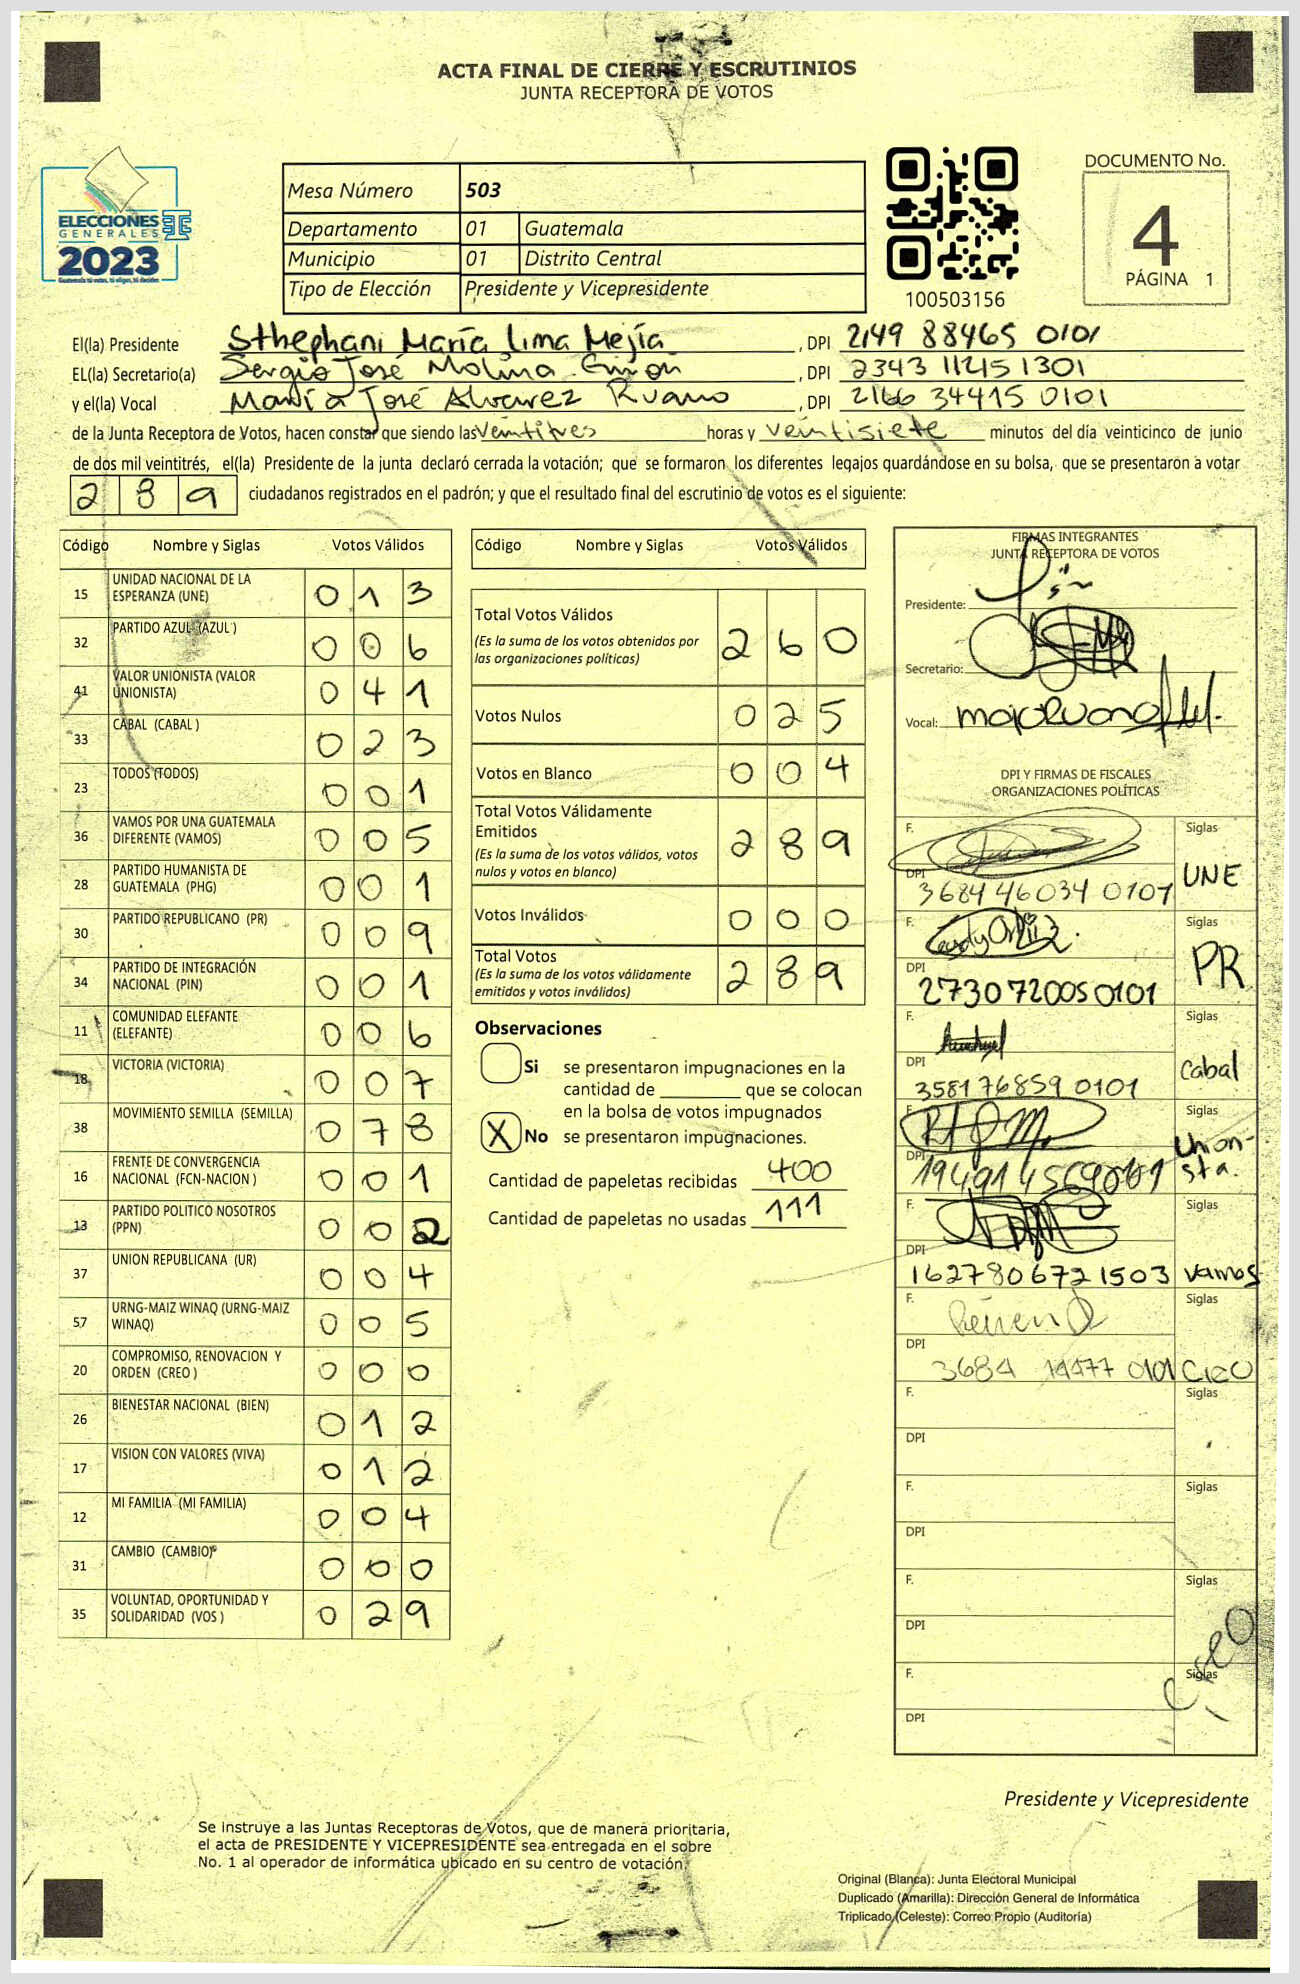 ACTA FINAL DE CIERRE Y ESCRUTINIOS
JUNTA RECEPTORA DE VOTOS
ELECCIONES
GENERALES
2023
Mesa Número 503
Departamento 01 Guatemala
Municipio 01 Distrito Central
Tipo de Elección Presidente y Vicepresidente
100503156
DOCUMENTO No.
4
PÁGINA 1
El(la) Presidente Sthephani María Lima Mejía , DPI 2149 88465 0101
EL(la) Secretario(a) Sergio José Molina , DPI 2343 11245 1301
y el(la) Vocal María José Alvarez Ruano , DPI 2166 34415 0101
de la Junta Receptora de Votos, hacen constar que siendo las veintitres horas y veintisiete minutos del día veinticinco de junio
de dos mil veintitrés, el(la) Presidente de la junta declaró cerrada la votación; que se formaron los diferentes legajos guardándose en su bolsa, que se presentaron a votar
2 8 9 ciudadanos registrados en el padrón; y que el resultado final del escrutinio de votos es el siguiente:
Código Nombre y Siglas Votos Válidos
15 UNIDAD NACIONAL DE LA ESPERANZA (UNE) 0 1 3
32 PARTIDO AZUL (AZUL ) 0 0 6
41 VALOR UNIONISTA (VALOR UNIONISTA) 0 4 1
33 CABAL (CABAL ) 0 2 3
23 TODOS (TODOS) 0 0 1
36 VAMOS POR UNA GUATEMALA DIFERENTE (VAMOS) 0 0 5
28 PARTIDO HUMANISTA DE GUATEMALA (PHG) 0 0 1
30 PARTIDO REPUBLICANO (PR) 0 0 9
34 PARTIDO DE INTEGRACIÓN NACIONAL (PIN) 0 0 1
11 COMUNIDAD ELEFANTE (ELEFANTE) 0 0 6
18 VICTORIA (VICTORIA) 0 0 7
38 MOVIMIENTO SEMILLA (SEMILLA) 0 7 8
16 FRENTE DE CONVERGENCIA NACIONAL (FCN-NACION ) 0 0 1
13 PARTIDO POLITICO NOSOTROS (PPN) 0 0 2
37 UNION REPUBLICANA (UR) 0 0 4
57 URNG-MAIZ WINAQ (URNG-MAIZ WINAQ) 0 0 5
20 COMPROMISO, RENOVACION Y ORDEN (CREO ) 0 0 0
26 BIENESTAR NACIONAL (BIEN) 0 1 2
17 VISION CON VALORES (VIVA) 0 1 2
12 MI FAMILIA (MI FAMILIA) 0 0 4
31 CAMBIO (CAMBIO) 0 0 0
35 VOLUNTAD, OPORTUNIDAD Y SOLIDARIDAD (VOS ) 0 2 9
Código Nombre y Siglas Votos Válidos
Total Votos Válidos 2 6 0
(Es la suma de los votos obtenidos por
las organizaciones políticas)
Votos Nulos 0 2 5
Votos en Blanco 0 0 4
Total Votos Válidamente
Emitidos 2 8 9
(Es la suma de los votos válidos, votos
nulos y votos en blanco)
Votos Inválidos 0 0 0
Total Votos 2 8 9
(Es la suma de los votos válidamente
emitidos y votos inválidos)
Observaciones
Si se presentaron impugnaciones en la
cantidad de ________ que se colocan
en la bolsa de votos impugnados
X No se presentaron impugnaciones.
Cantidad de papeletas recibidas 400
Cantidad de papeletas no usadas 111
FIRMAS INTEGRANTES
JUNTA RECEPTORA DE VOTOS
Presidente:
Secretario:
Vocal:
DPI Y FIRMAS DE FISCALES
ORGANIZACIONES POLÍTICAS
F. Siglas
DPI 3684 46034 0107 UNE
F. Siglas
DPI 2730720050101 PR
F. Siglas
DPI 3581 76859 0101 Cabal
F. Siglas
DPI Unionsta.
F. Siglas
DPI 1627806721503 Vamos
F. Siglas
DPI 3684 14477 0101 Creo
F. Siglas
DPI
F. Siglas
DPI
F. Siglas
DPI
F. Siglas
DPI
Creo
Presidente y Vicepresidente
Se instruye a las Juntas Receptoras de Votos, que de manera prioritaria,
el acta de PRESIDENTE Y VICEPRESIDENTE sea entregada en el sobre
No. 1 al operador de informática ubicado en su centro de votación.
Original (Blanca): Junta Electoral Municipal
Duplicado (Amarilla): Dirección General de Informática
Triplicado (Celeste): Correo Propio (Auditoría)